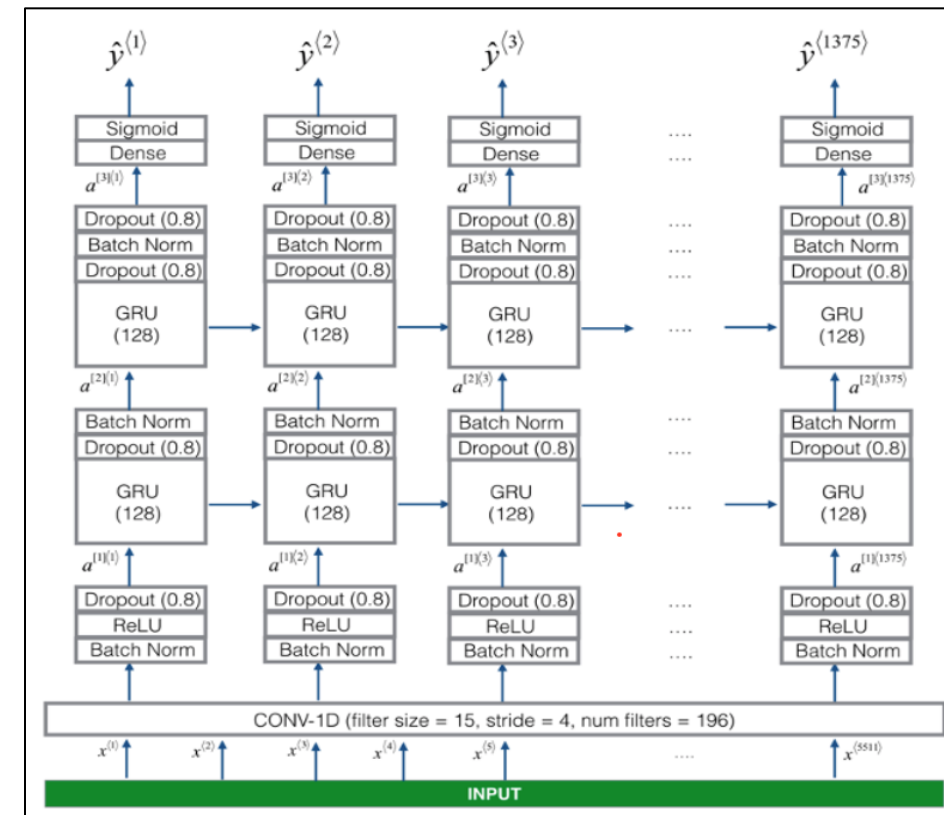 ŷ⟨1⟩ ŷ⟨2⟩ ŷ⟨3⟩ ŷ⟨1375⟩
Sigmoid Sigmoid Sigmoid .... Sigmoid
Dense Dense Dense .... Dense
a[3]⟨1⟩ a[3]⟨2⟩ a[3]⟨3⟩ a[3]⟨1375⟩
Dropout (0.8) Dropout (0.8) Dropout (0.8) .... Dropout (0.8)
Batch Norm Batch Norm Batch Norm .... Batch Norm
Dropout (0.8) Dropout (0.8) Dropout (0.8) .... Dropout (0.8)
GRU GRU GRU .... GRU
(128) (128) (128) (128)
a[2]⟨1⟩ a[2]⟨2⟩ a[2]⟨3⟩ a[2]⟨1375⟩
Batch Norm Batch Norm Batch Norm .... Batch Norm
Dropout (0.8) Dropout (0.8) Dropout (0.8) .... Dropout (0.8)
GRU GRU GRU .... GRU
(128) (128) (128) (128)
a[1]⟨1⟩ a[1]⟨2⟩ a[1]⟨3⟩ a[1]⟨1375⟩
Dropout (0.8) Dropout (0.8) Dropout (0.8) .... Dropout (0.8)
ReLU ReLU ReLU .... ReLU
Batch Norm Batch Norm Batch Norm .... Batch Norm
CONV-1D (filter size = 15, stride = 4, num filters = 196)
x⟨1⟩ x⟨2⟩ x⟨3⟩ x⟨4⟩ x⟨5⟩ .... x⟨5511⟩
INPUT